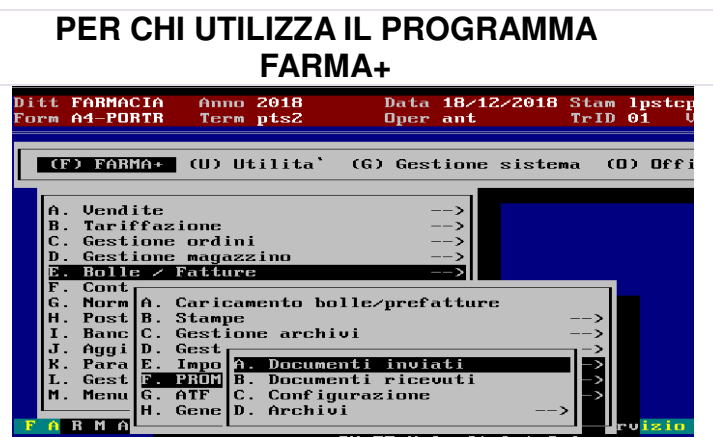 PER CHI UTILIZZA IL PROGRAMMA
FARMA+
Ditt FARMACIA Anno 2018 Data 18/12/2018 Stam lpstcp
Form A4-PORTR Term pts2 Oper ant TrID 01 V
(F) FARMA+ (U) Utilita` (G) Gestione sistema (O) Offi
A. Vendite -->
B. Tariffazione -->
C. Gestione ordini -->
D. Gestione magazzino -->
E. Bolle / Fatture -->
F. Cont
G. Norm
H. Post
I. Banc
J. Aggi
K. Para
L. Gest
M. Menu
A. Caricamento bolle/prefatture
B. Stampe -->
C. Gestione archivi -->
D. Gest
E. Impo ->
F. PROM ->
G. ATF
H. Gene
A. Documenti inviati
B. Documenti ricevuti
C. Configurazione
D. Archivi -->
F A R M A rvizio